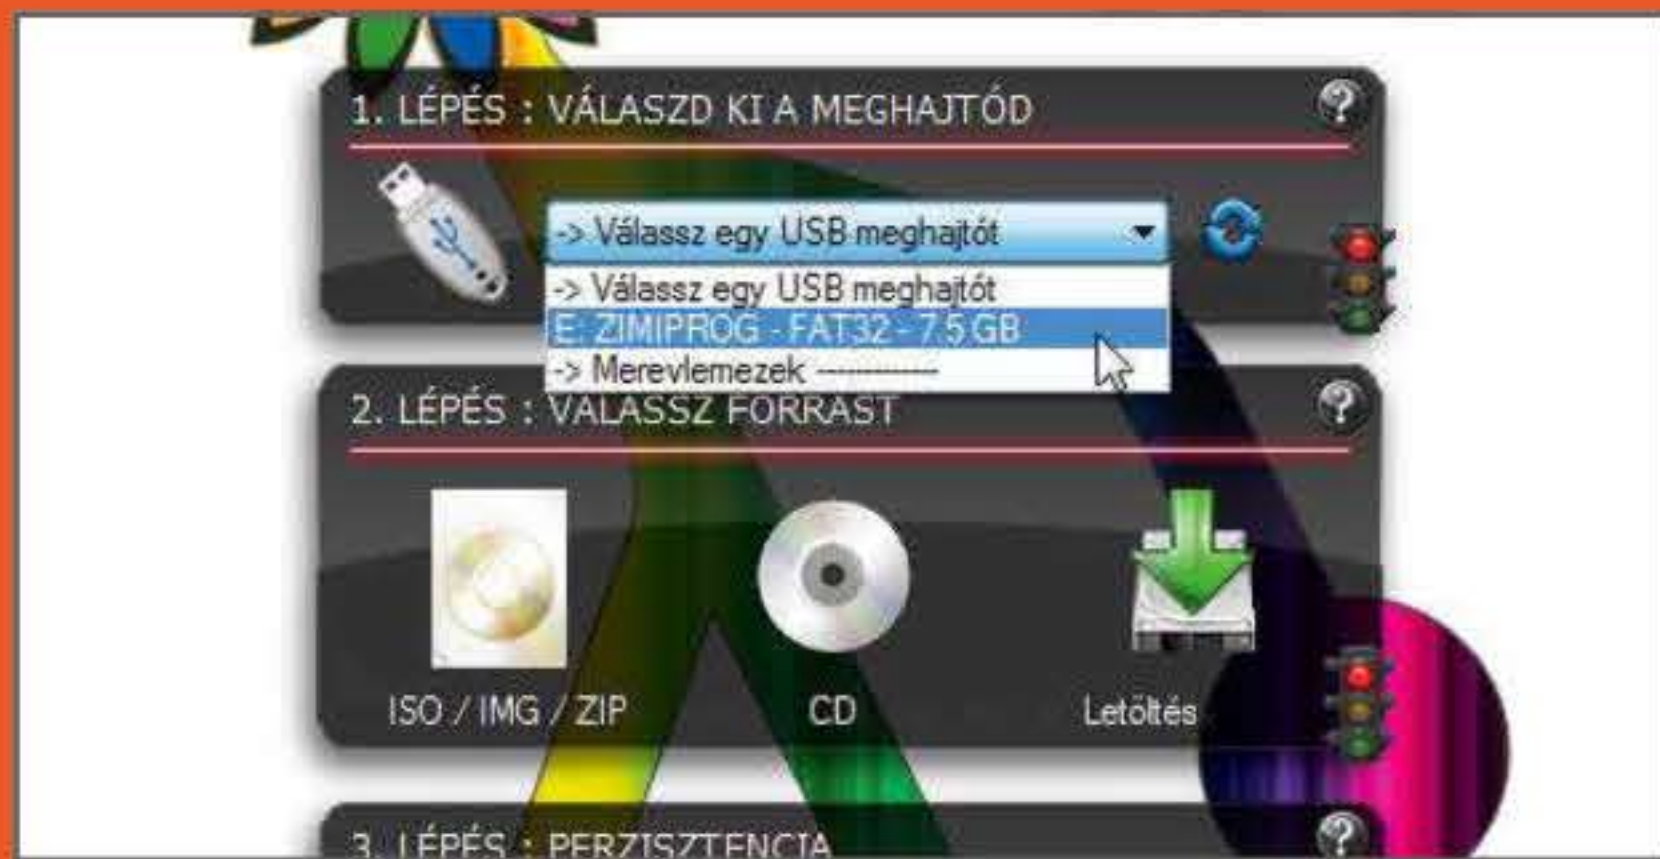 1. LÉPÉS : VÁLASZD KI A MEGHAJTÓD
-> Válassz egy USB meghajtót
-> Válassz egy USB meghajtót
E: ZIMIPROG - FAT32 - 7.5 GB
-> Merevlemezek ------------
2. LÉPÉS : VÁLASSZ FORRÁST
ISO / IMG / ZIP
CD
Letöltés
3. LÉPÉS : PERZISZTENCIA